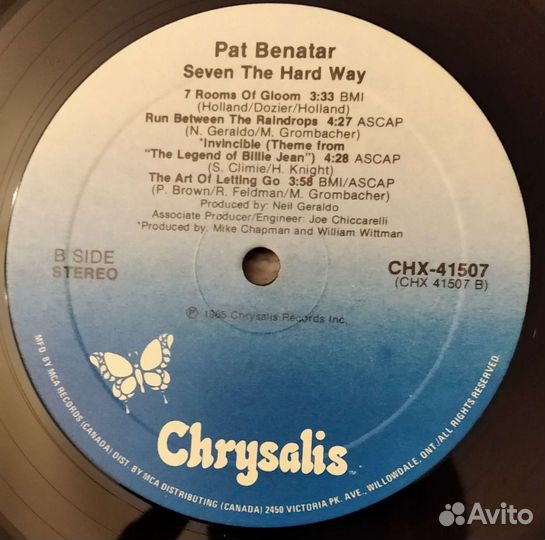 Pat Benatar
Seven The Hard Way
7 Rooms Of Gloom 3:33 BMI
(Holland/Dozier/Holland)
Run Between The Raindrops 4:27 ASCAP
(N. Geraldo/M. Grombacher)
*Invincible (Theme from
"The Legend of Billie Jean") 4:28 ASCAP
(S. Climie/H. Knight)
The Art Of Letting Go 3:58 BMI/ASCAP
(P. Brown/R. Feldman/M. Grombacher)
Produced by: Neil Geraldo
Associate Producer/Engineer: Joe Chiccarelli
*Produced by: Mike Chapman and William Wittman
B SIDE
STEREO
CHX-41507
(CHX 41507 B)
℗ 1985 Chrysalis Records Inc.
Chrysalis™
MFD. BY MCA RECORDS (CANADA) DIST. BY MCA DISTRIBUTING (CANADA) 2450 VICTORIA PK. AVE., WILLOWDALE, ONT./ALL RIGHTS RESERVED.
Avito